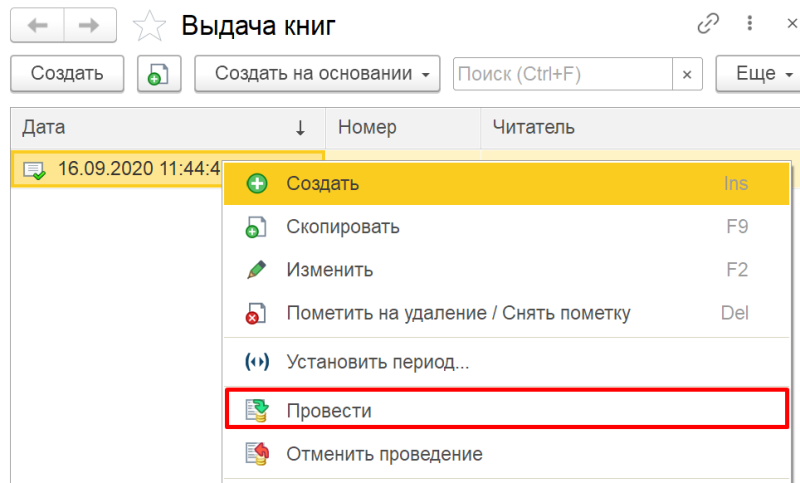 Выдача книг
Создать Создать на основании Поиск (Ctrl+F) × Еще
Дата ↓ Номер Читатель
16.09.2020 11:44:4
Создать Ins
Скопировать F9
Изменить F2
Пометить на удаление / Снять пометку Del
Установить период...
Провести
Отменить проведение